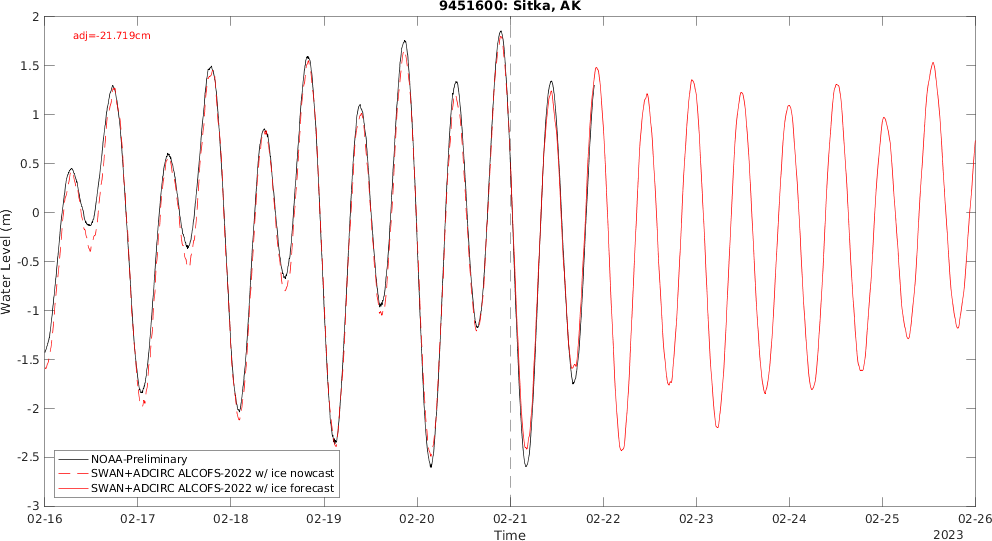 9451600: Sitka, AK
adj=-21.719cm
Water Level (m)
2
1.5
1
0.5
0
-0.5
-1
-1.5
-2
-2.5
-3
NOAA-Preliminary
SWAN+ADCIRC ALCOFS-2022 w/ ice nowcast
SWAN+ADCIRC ALCOFS-2022 w/ ice forecast
02-16 02-17 02-18 02-19 02-20 02-21 02-22 02-23 02-24 02-25 02-26
Time
2023